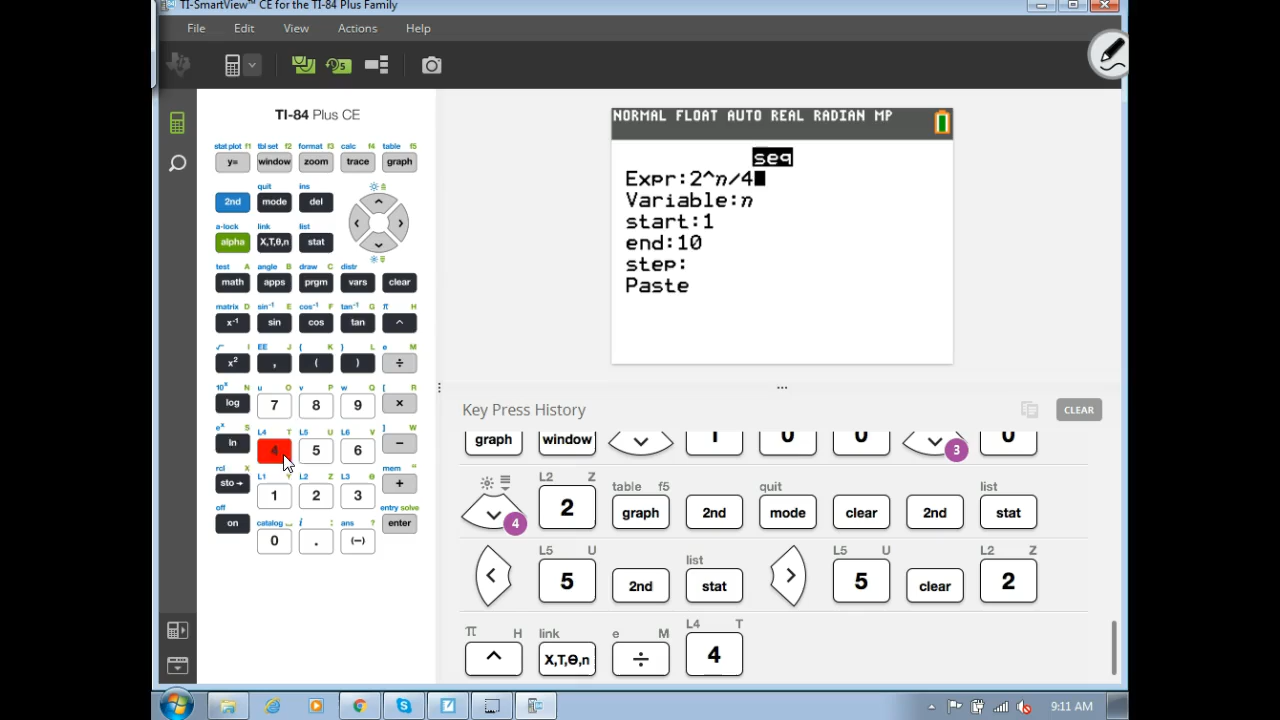 TI-SmartView™ CE for the TI-84 Plus Family
File Edit View Actions Help
TI-84 Plus CE
stat plot f1 tbl set f2 format f3 calc f4 table f5
y= window zoom trace graph
quit ins
2nd mode del
a-lock link list
alpha X,T,θ,n stat
test A angle B draw C distr
math apps prgm vars clear
matrix D sin⁻¹ E cos⁻¹ F tan⁻¹ G π H
x⁻¹ sin cos tan ^
√ I EE J { K } L e M
x² , ( ) ÷
10ˣ N u O v P w Q [ R
log 7 8 9 ×
eˣ S L4 T L5 U L6 V ] W
ln 4 5 6 −
rcl X L1 Y L2 Z L3 θ mem "
sto→ 1 2 3 +
off catalog ⎵ i : ans ? entry solve
on 0 . (−) enter
NORMAL FLOAT AUTO REAL RADIAN MP
seq
Expr:2^n/4
Variable:n
start:1
end:10
step:
Paste
Key Press History
CLEAR
graph window 1 0 0 3 0
L2 Z table f5 quit list
4 2 graph 2nd mode clear 2nd stat
L5 U list L5 U L2 Z
5 2nd stat 5 clear 2
π H link e M L4 T
^ X,T,θ,n ÷ 4
9:11 AM